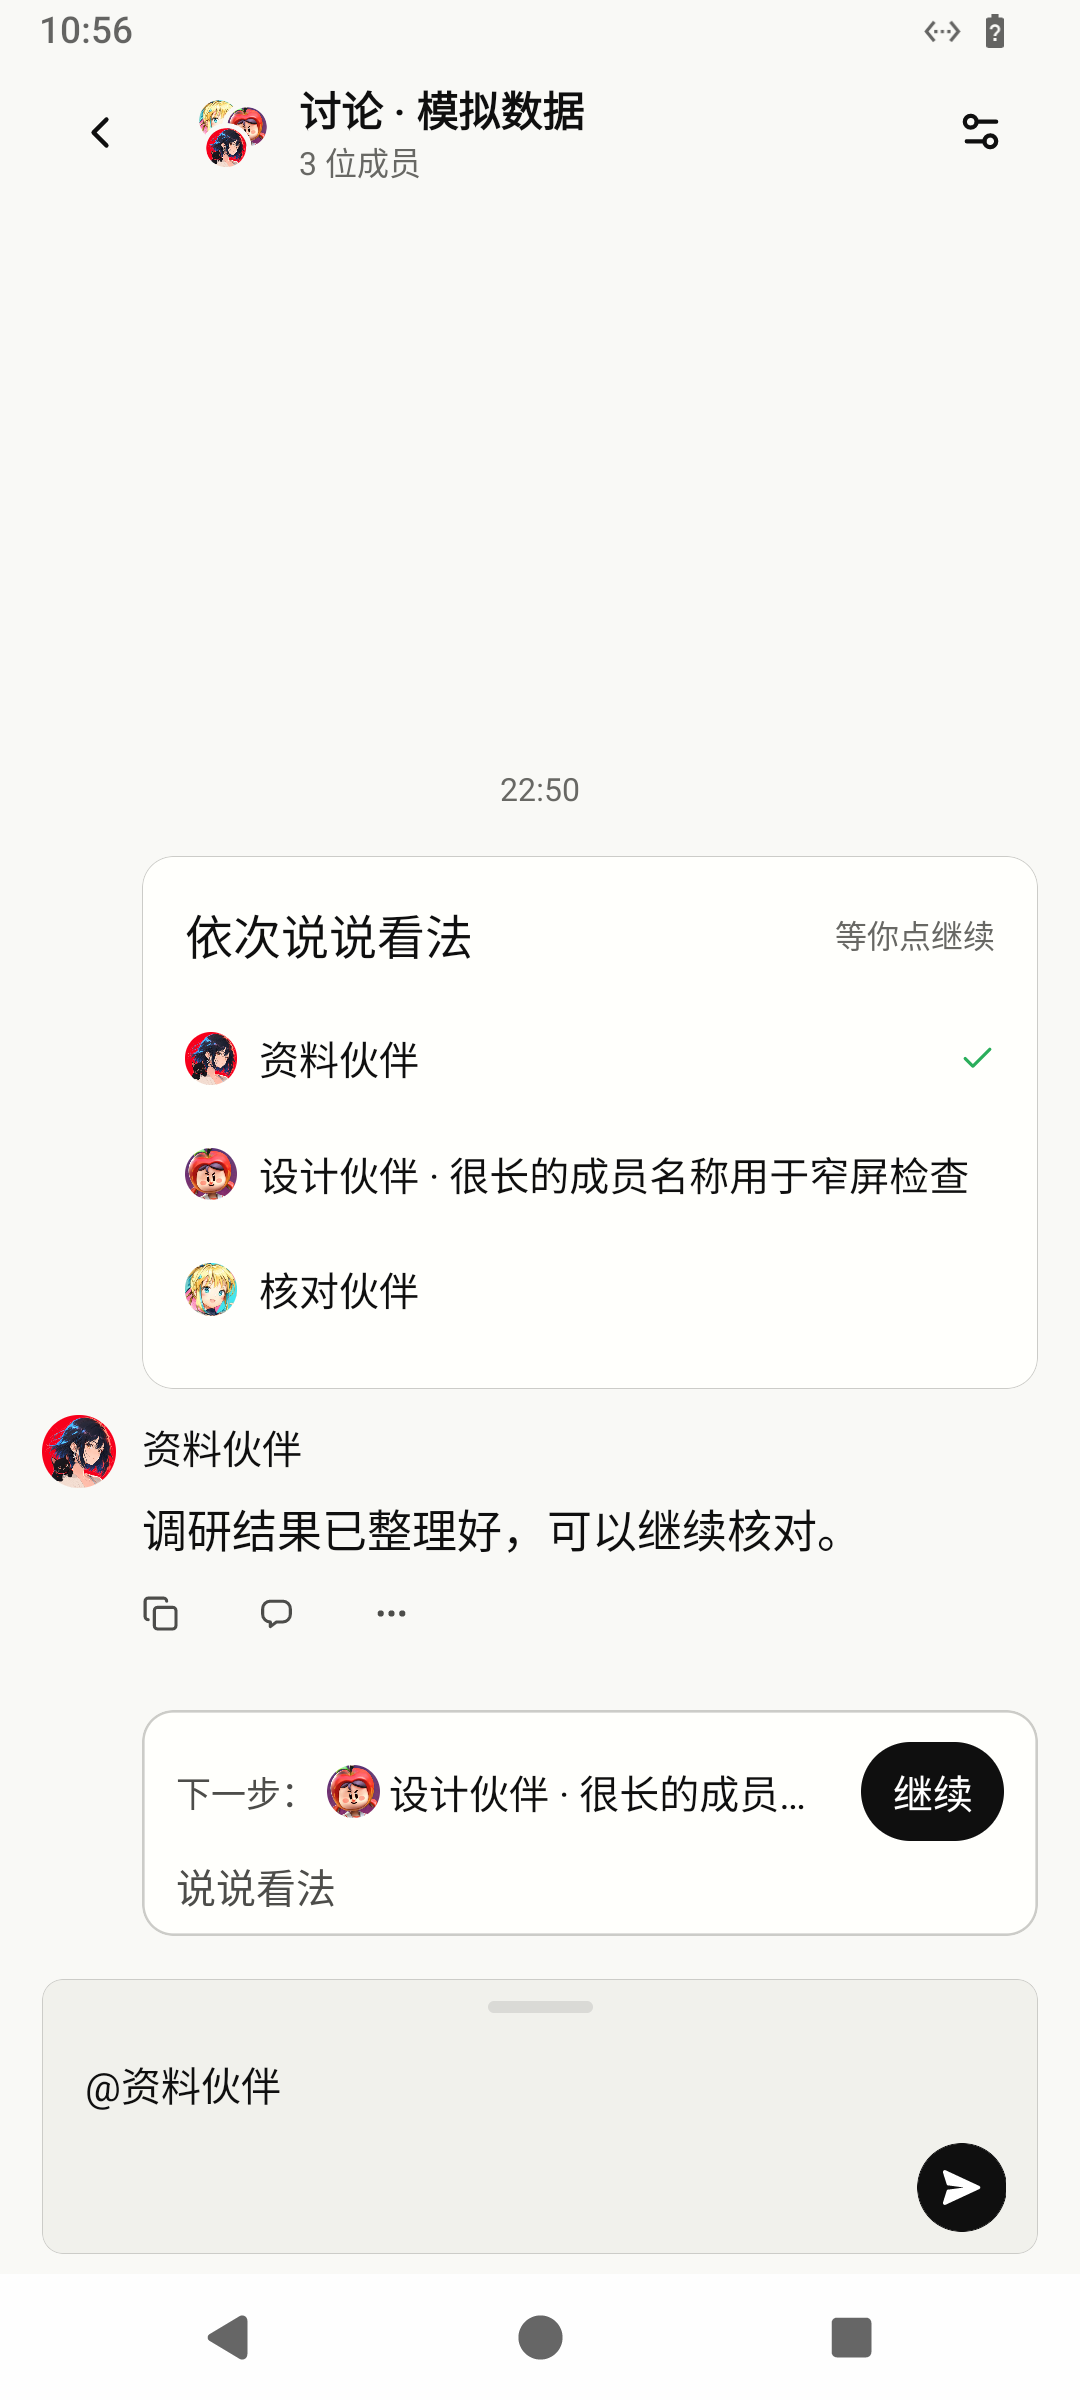 10:56
讨论 · 模拟数据
3 位成员
22:50
依次说说看法
等你点继续
资料伙伴
设计伙伴 · 很长的成员名称用于窄屏检查
核对伙伴
资料伙伴
调研结果已整理好，可以继续核对。
下一步：
设计伙伴 · 很长的成员...
继续
说说看法
@资料伙伴